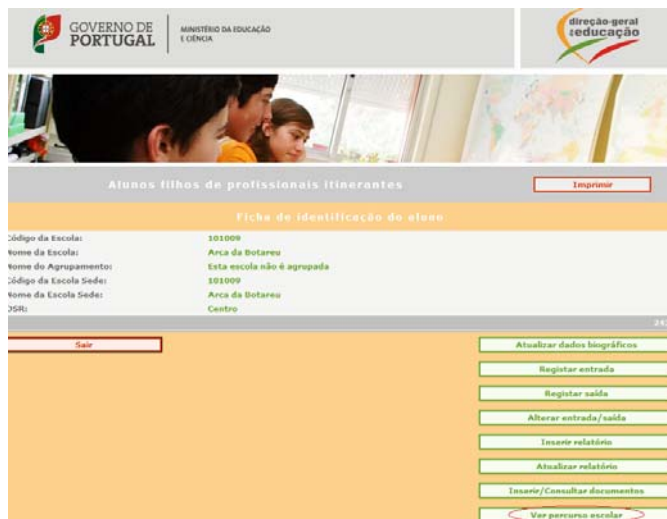 GOVERNO DE
PORTUGAL
MINISTÉRIO DA EDUCAÇÃO
E CIÊNCIA
direção-geral
educação
Alunos filhos de profissionais itinerantes
Imprimir
Ficha de identificação do aluno
Código da Escola: 101009
Nome da Escola: Arca da Botareu
Nome do Agrupamento: Esta escola não é agrupada
Código da Escola Sede: 101009
Nome da Escola Sede: Arca da Botareu
DSR: Centro
Sair
Atualizar dados biográficos
Registar entrada
Registar saída
Alterar entrada/saída
Inserir relatório
Atualizar relatório
Inserir/Consultar documentos
Ver percurso escolar